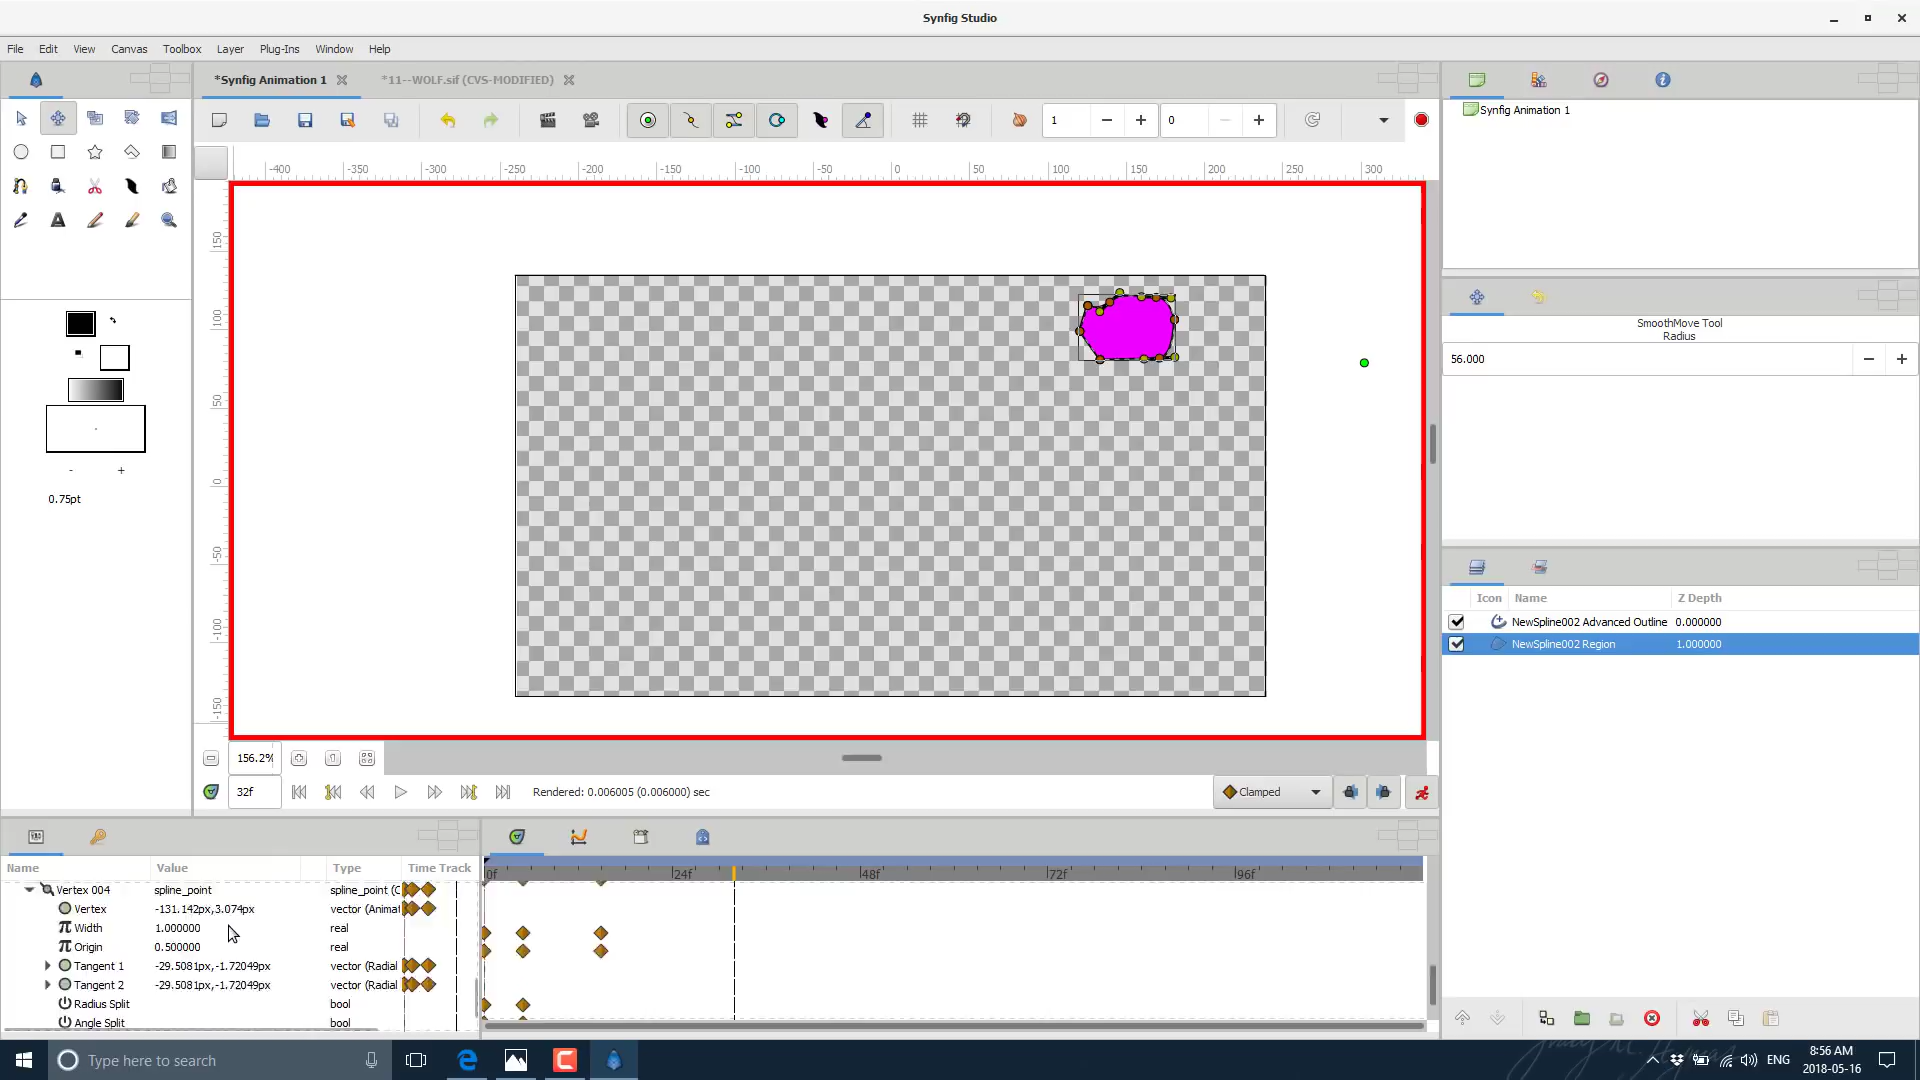 Synfig Studio
File Edit View Canvas Toolbox Layer Plug-Ins Window Help
*Synfig Animation 1
*11--WOLF.sif (CVS-MODIFIED)
Synfig Animation 1
1
0
-400 -350 -300 -250 -200 -150 -100 -50 0 50 100 150 200 250 300
150
100
50
0
-50
-100
-150
SmoothMove Tool
Radius
56.000
- +
0.75pt
Icon Name Z Depth
NewSpline002 Advanced Outline 0.000000
NewSpline002 Region 1.000000
156.2%
32f
Rendered: 0.006005 (0.006000) sec
Clamped
Name Value Type Time Track
0f 24f 48f 72f 96f
Vertex 004 spline_point spline_point (C
Vertex -131.142px,3.074px vector (Animat
Width 1.000000 real
Origin 0.500000 real
Tangent 1 -29.5081px,-1.72049px vector (Radial
Tangent 2 -29.5081px,-1.72049px vector (Radial
Radius Split bool
Angle Split bool
Type here to search
ENG
8:56 AM
2018-05-16